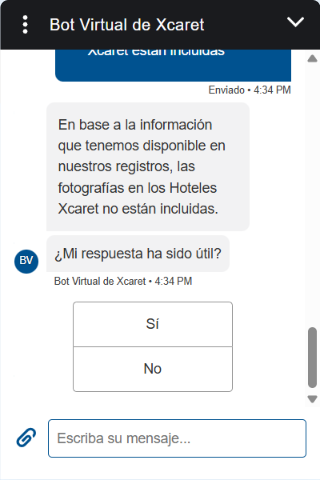 Bot Virtual de Xcaret
Xcaret están incluidas
Enviado • 4:34 PM
En base a la información
que tenemos disponible en
nuestros registros, las
fotografías en los Hoteles
Xcaret no están incluidas.
¿Mi respuesta ha sido útil?
BV
Bot Virtual de Xcaret • 4:34 PM
Sí
No
Escriba su mensaje...